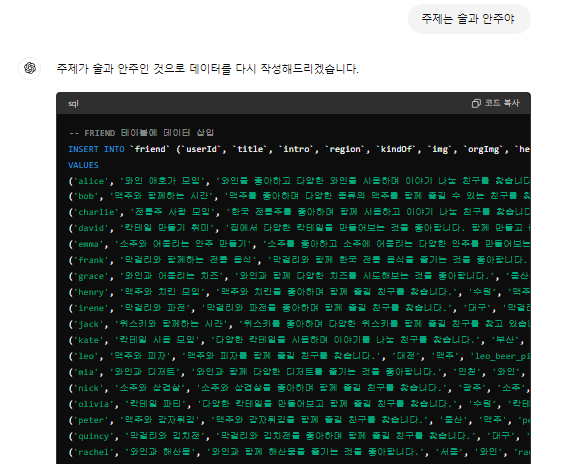 주제는 술과 안주야
주제가 술과 안주인 것으로 데이터를 다시 작성해드리겠습니다.
sql
코드 복사
-- FRIEND 테이블에 데이터 삽입
INSERT INTO `friend` (`userId`, `title`, `intro`, `region`, `kindOf`, `img`, `orgImg`, `he
VALUES
('alice', '와인 애호가 모임', '와인을 좋아하고 다양한 와인을 시음하며 이야기 나눌 친구를 찾습니다
('bob', '맥주와 함께하는 시간', '맥주를 좋아하며 다양한 종류의 맥주를 함께 즐길 수 있는 친구를 찾
('charlie', '전통주 사랑 모임', '한국 전통주를 좋아하며 함께 시음하고 이야기 나눌 친구를 찾습니다
('david', '칵테일 만들기 취미', '집에서 다양한 칵테일을 만들어보는 것을 좋아합니다. 함께 만들고
('emma', '소주와 어울리는 안주 만들기', '소주를 좋아하고 소주에 어울리는 다양한 안주를 만들어보는
('frank', '막걸리와 함께하는 전통 음식', '막걸리와 함께 한국 전통 음식을 즐기는 것을 좋아합니다.
('grace', '와인과 어울리는 치즈', '와인과 함께 다양한 치즈를 시도해보는 것을 좋아합니다.', '울산
('henry', '맥주와 치킨 모임', '맥주와 치킨을 좋아하며 함께 즐길 친구를 찾습니다.', '수원', '맥주
('irene', '막걸리와 파전', '막걸리와 파전을 좋아하며 함께 즐길 친구를 찾습니다.', '대구', '막걸리
('jack', '위스키와 함께하는 시간', '위스키를 좋아하며 다양한 위스키를 함께 즐길 친구를 찾고 있습니
('kate', '칵테일 시음 모임', '다양한 칵테일을 시음하며 이야기를 나눌 친구를 찾습니다.', '부산',
('leo', '맥주와 피자', '맥주와 피자를 함께 즐길 친구를 찾습니다.', '대전', '맥주', 'leo_beer_pi
('mia', '와인과 디저트', '와인과 함께 다양한 디저트를 즐기는 것을 좋아합니다.', '인천', '와인',
('nick', '소주와 삼겹살', '소주와 삼겹살을 좋아하며 함께 즐길 친구를 찾습니다.', '광주', '소주',
('olivia', '칵테일 파티', '다양한 칵테일을 만들어보고 함께 즐길 친구를 찾습니다.', '수원', '칵테
('peter', '맥주와 감자튀김', '맥주와 감자튀김을 함께 즐길 친구를 찾습니다.', '울산', '맥주', 'pe
('quincy', '막걸리와 김치전', '막걸리와 김치전을 좋아하며 함께 즐길 친구를 찾습니다.', '대구',
('rachel', '와인과 해산물', '와인과 함께 해산물을 즐기는 것을 좋아합니다.', '서울', '와인', 'rac